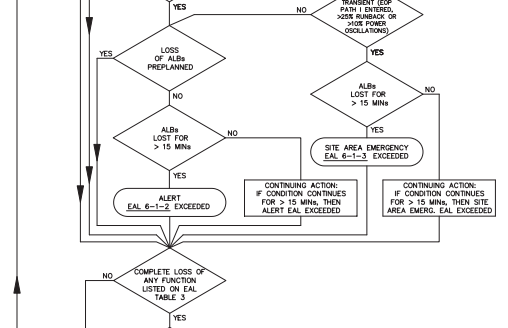 YES
NO
TRANSIENT (EOP
PATH I ENTERED,
>25% RUNBACK OR
>10% POWER
OSCILLATIONS)
YES
YES
LOSS
OF ALBs
PREPLANNED
NO
ALBs
LOST FOR
> 15 MINs
NO
YES
ALBs
LOST FOR
> 15 MINs
NO
YES
SITE AREA EMERGENCY
EAL 6-1-3 EXCEEDED
ALERT
EAL 6-1-2 EXCEEDED
CONTINUING ACTION:
IF CONDITION CONTINUES
FOR > 15 MINs, THEN
ALERT EAL EXCEEDED
CONTINUING ACTION:
IF CONDITION CONTINUES
FOR > 15 MINs, THEN SITE
AREA EMERG. EAL EXCEEDED
NO
COMPLETE LOSS OF
ANY FUNCTION
LISTED ON EAL
TABLE 3
YES